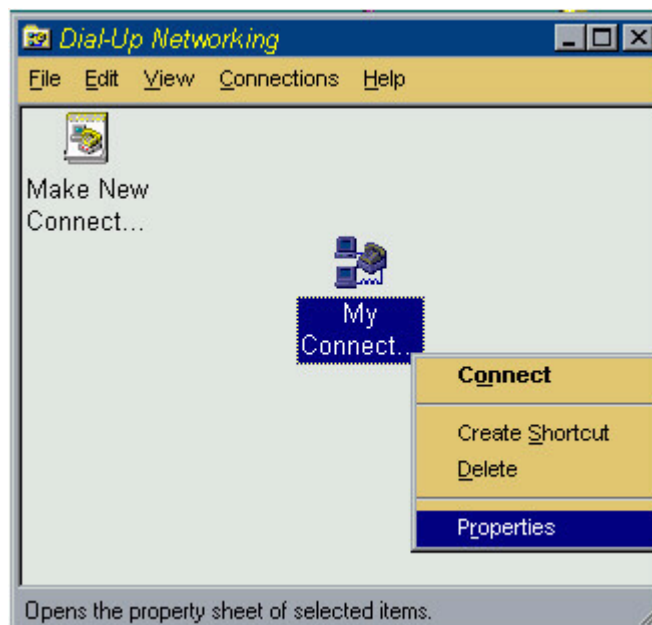 Dial-Up Networking
File Edit View Connections Help
Make New
Connect...
My
Connect...
Connect
Create Shortcut
Delete
Properties
Opens the property sheet of selected items.